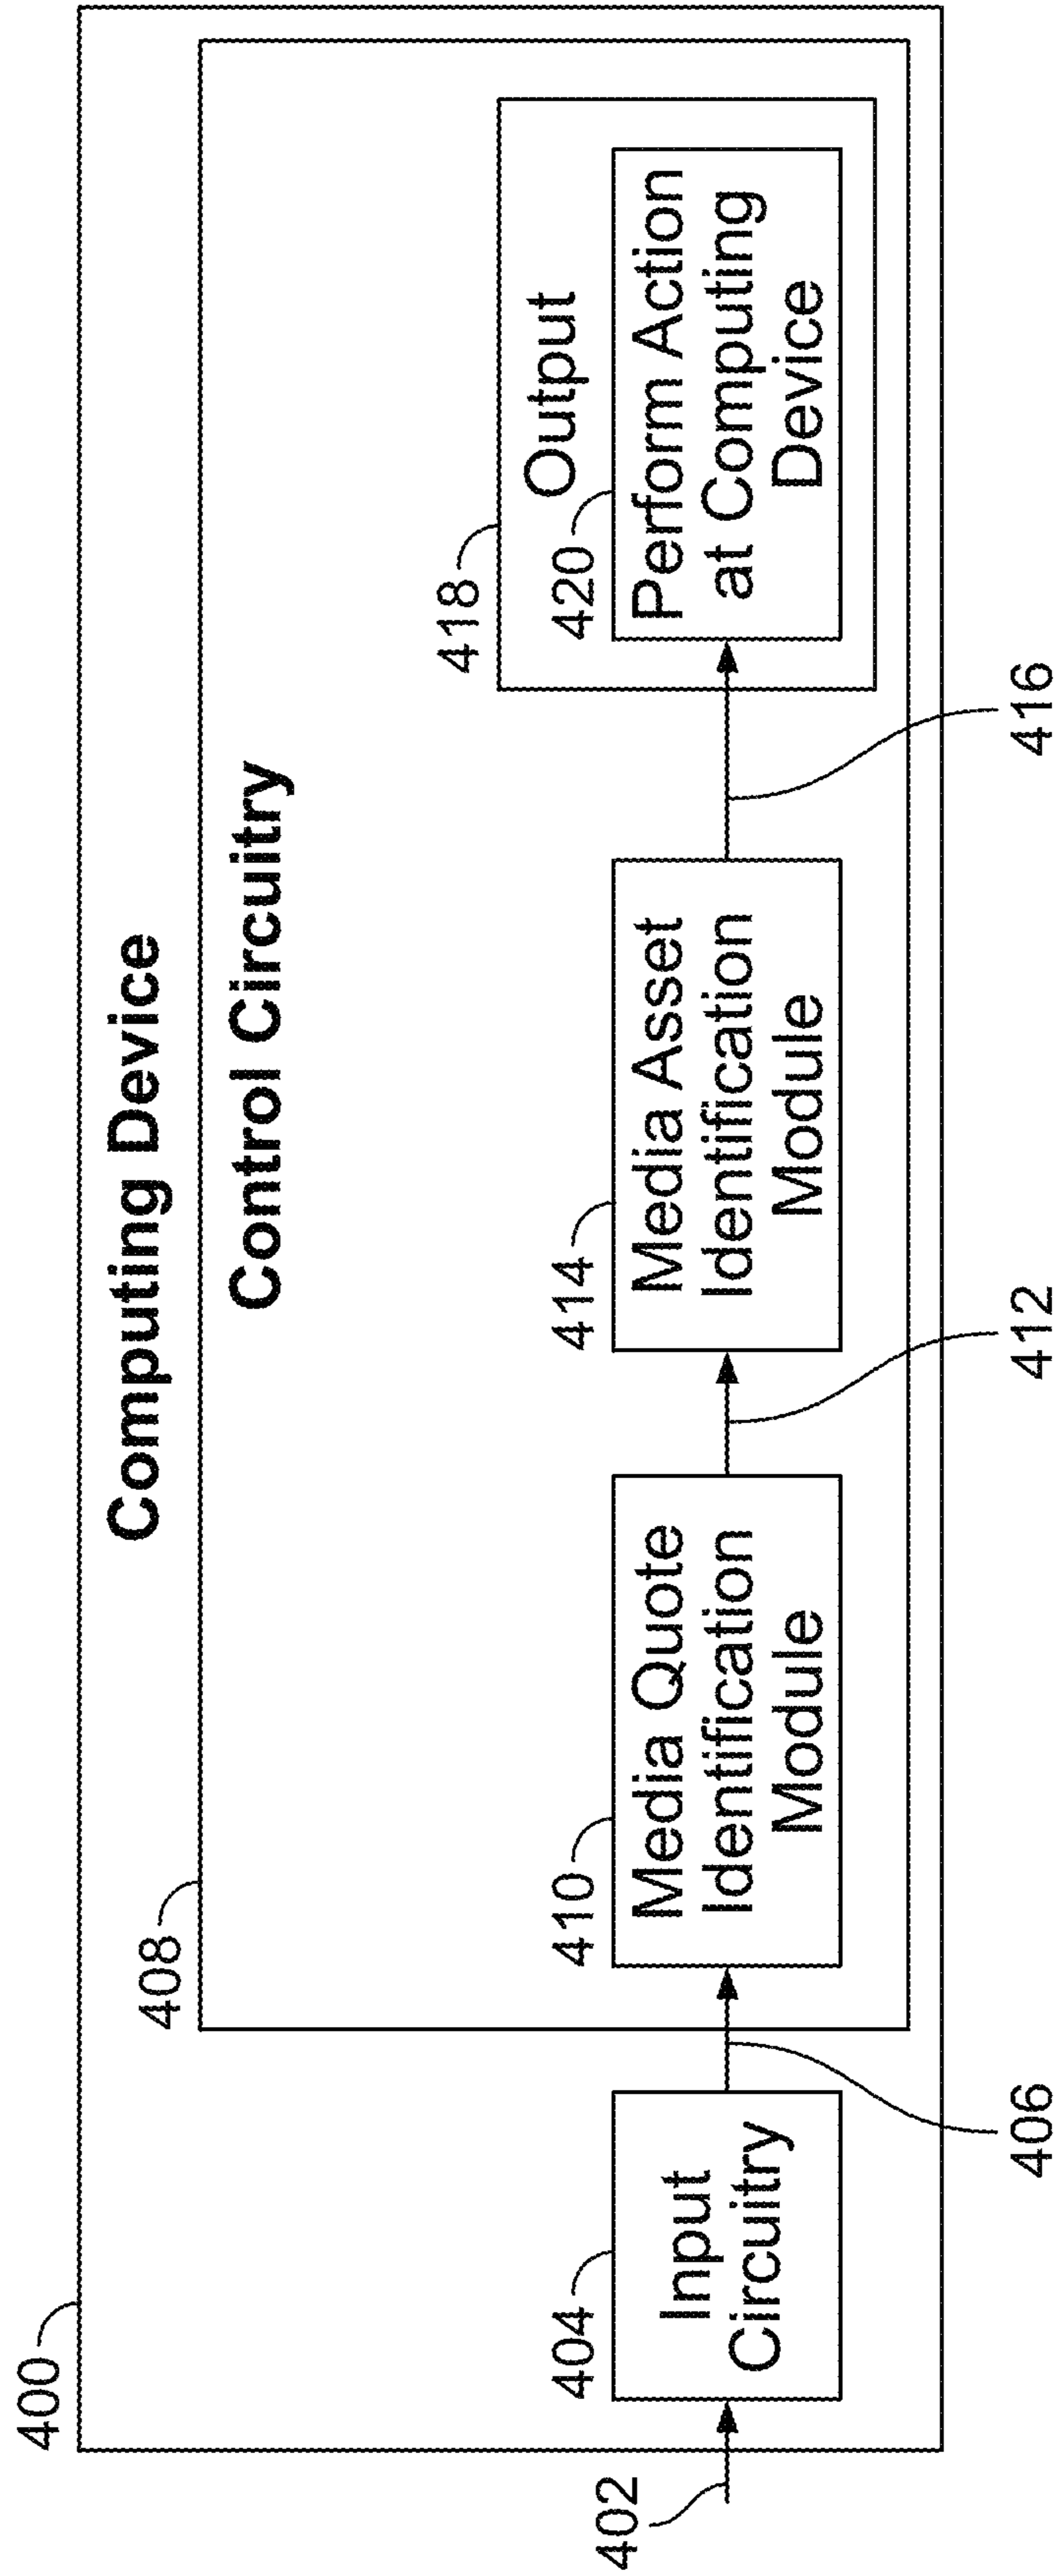 400
Computing Device
408
Control Circuitry
418
Output
404
Input
Circuitry
410
Media Quote
Identification
Module
414
Media Asset
Identification
Module
420
Perform Action
at Computing
Device
402
406
412
416